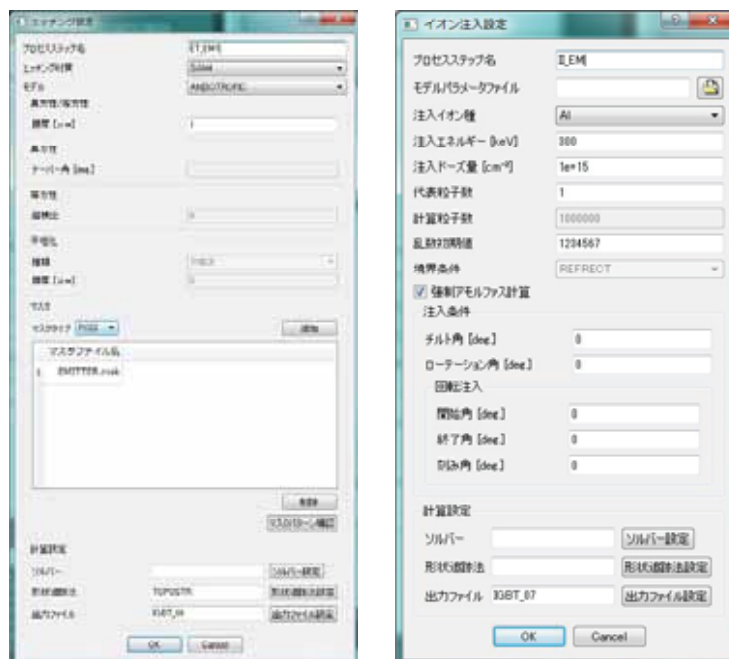 エッチング設定
プロセスステップ名
エッチング対象
モデル ANISOTROPIC
異方性/等方性
膜厚 [um]
異方性
テーパー角 [deg.]
等方性
縦横比
平坦化
種類
膜厚 [um]
マスク
マスクタイプ 追加
マスクファイル名
1 EMITTER.msk
削除
マスクパターン確認
計算設定
ソルバー ソルバー設定
形状追跡法 形状追跡法設定
出力ファイル 出力ファイル設定
OK Cancel
イオン注入設定
プロセスステップ名 II_EM
モデルパラメータファイル
注入イオン種 Al
注入エネルギー [keV] 300
注入ドーズ量 [cm⁻²] 1e+15
代表粒子数 1
計算粒子数 1000000
乱数初期値 1234567
境界条件 REFRECT
強制アモルファス計算
注入条件
チルト角 [deg.] 0
ローテーション角 [deg.] 0
回転注入
開始角 [deg.] 0
終了角 [deg.] 0
刻み角 [deg.] 0
計算設定
ソルバー ソルバー設定
形状追跡法 形状追跡法設定
出力ファイル IGBT_07 出力ファイル設定
OK Cancel